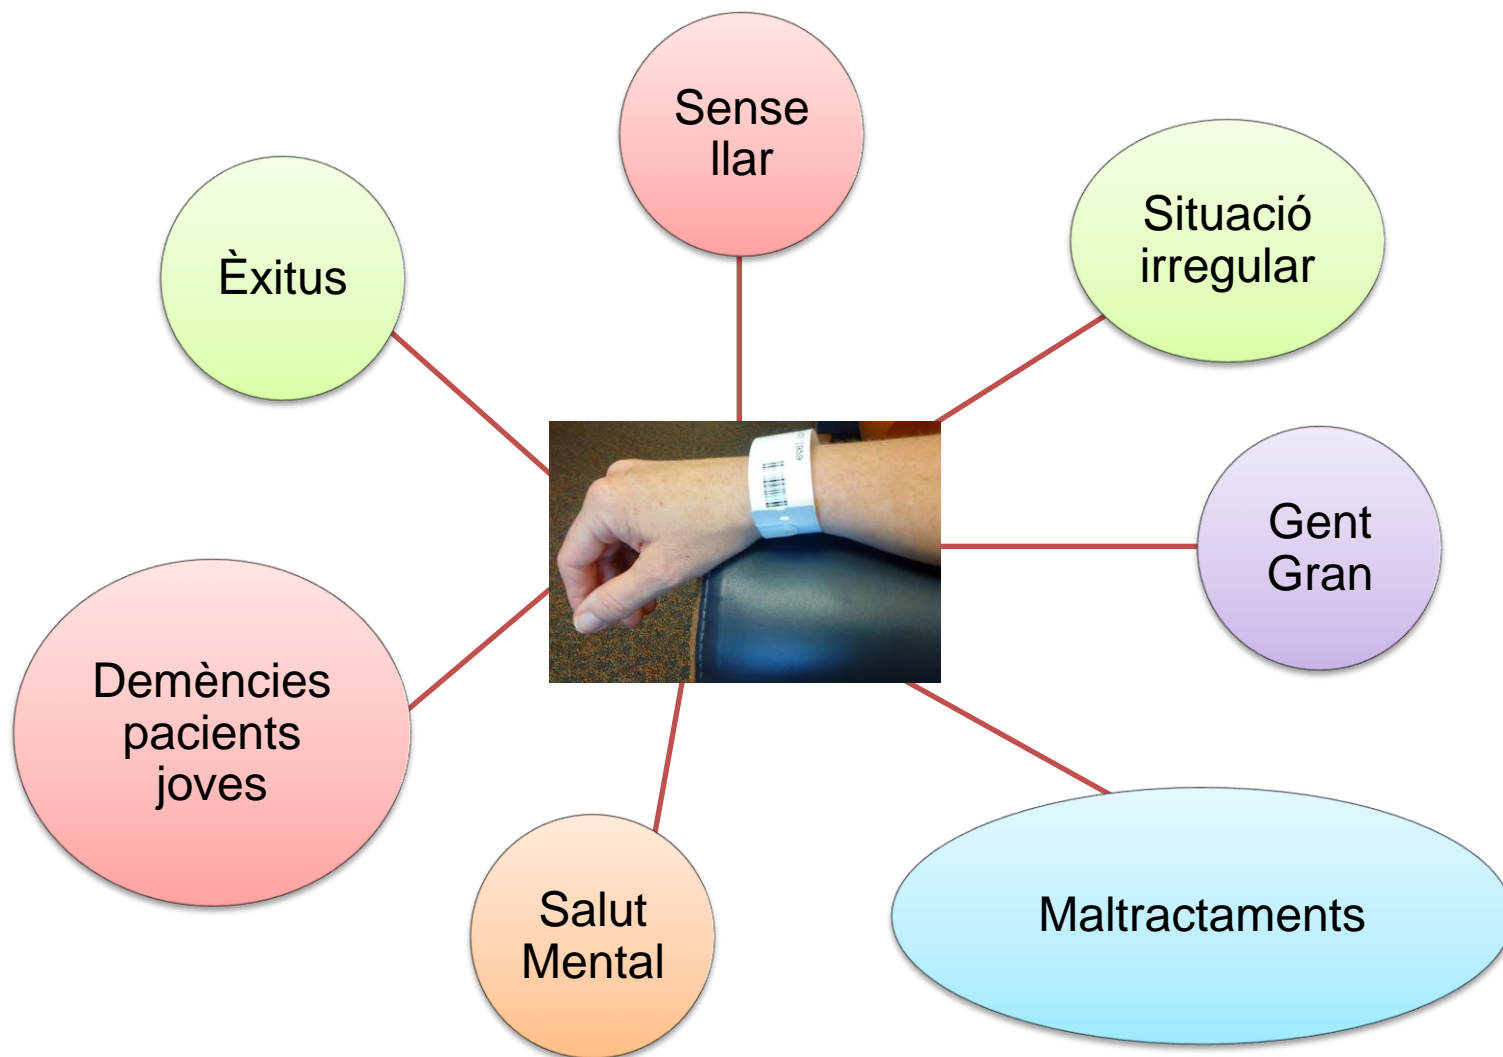 Sense
llar
Situació
irregular
Èxitus
Gent
Gran
Demències
pacients
joves
Maltractaments
Salut
Mental